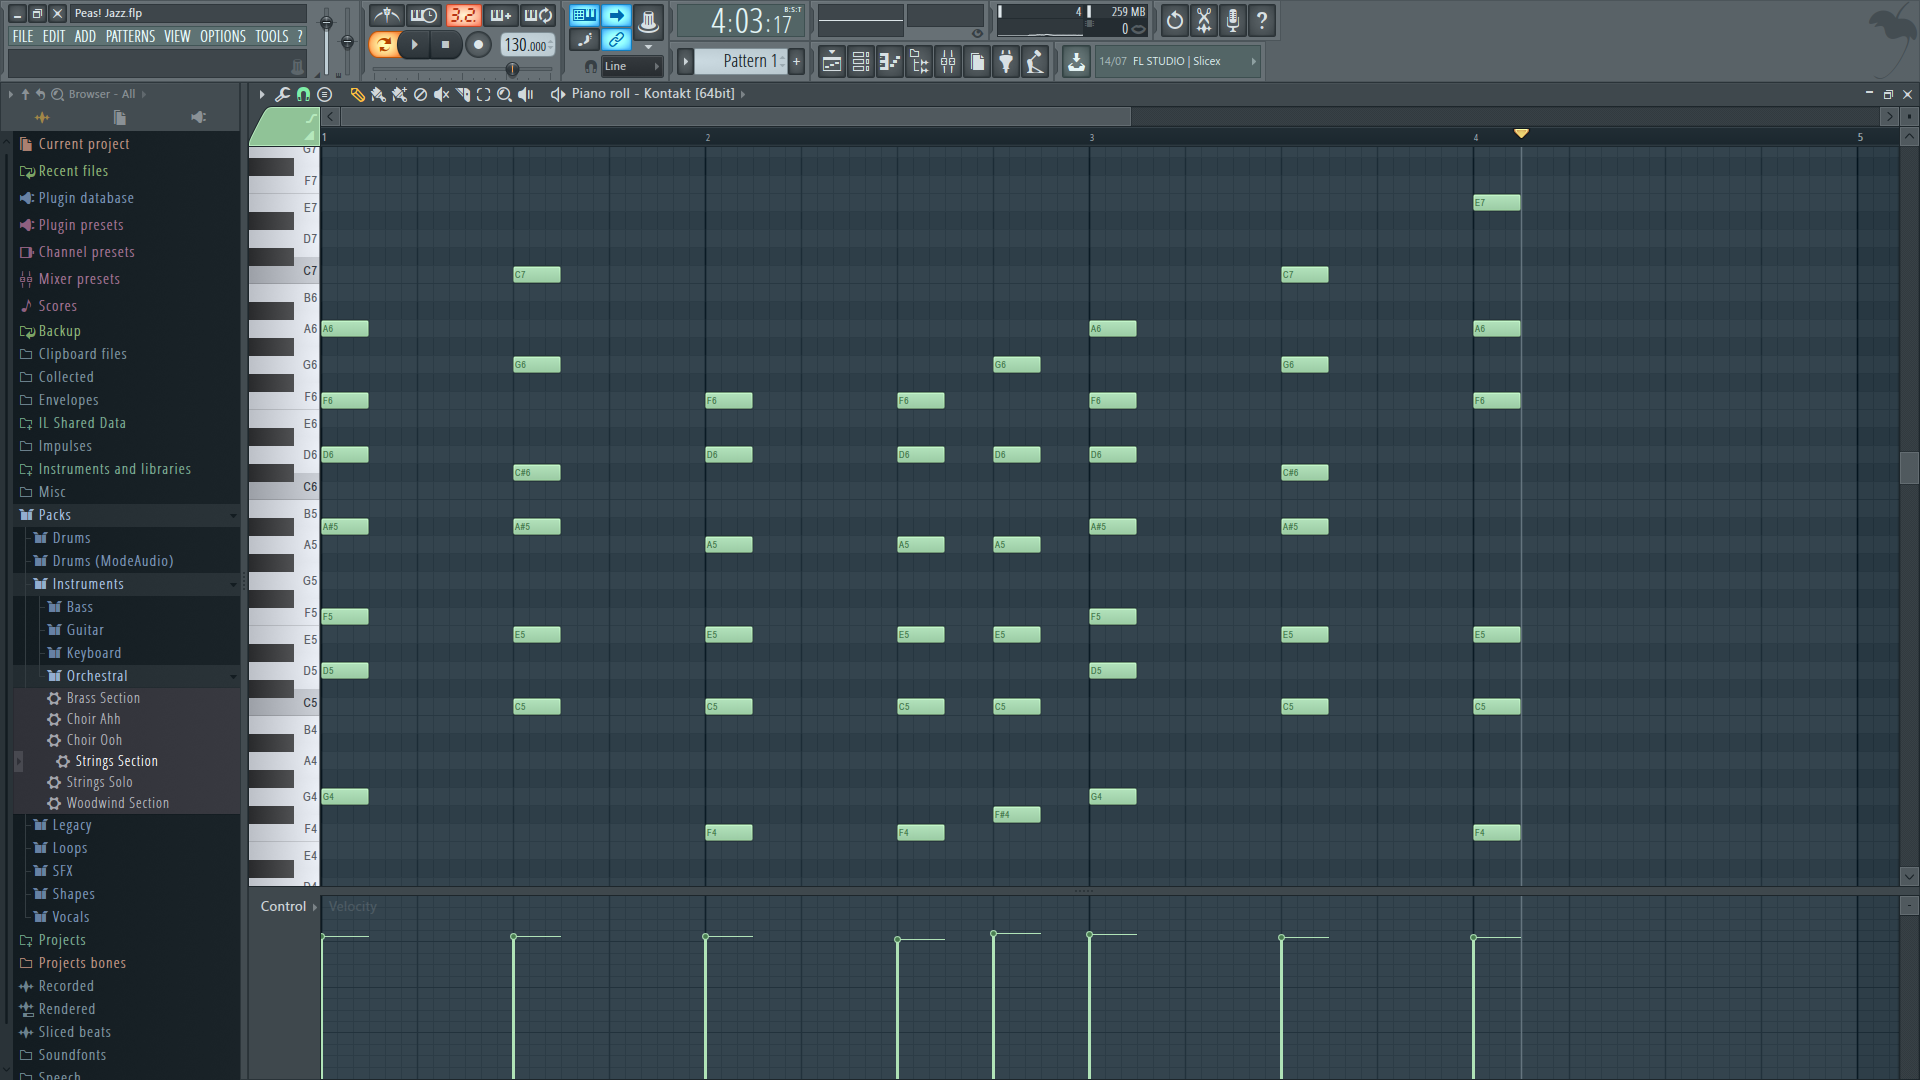 Peas! Jazz.flp
FILE EDIT ADD PATTERNS VIEW OPTIONS TOOLS ?
3.2.
130.000
Line
4:03:17
B:S:T
Pattern 1
+
4
259 MB
0
?
14/07 FL STUDIO | Slicex
Browser - All
Piano roll - Kontakt [64bit]
1 2 3 4 5
Current project
Recent files
Plugin database
Plugin presets
Channel presets
Mixer presets
Scores
Backup
Clipboard files
Collected
Envelopes
IL Shared Data
Impulses
Instruments and libraries
Misc
Packs
Drums
Drums (ModeAudio)
Instruments
Bass
Guitar
Keyboard
Orchestral
Brass Section
Choir Ahh
Choir Ooh
Strings Section
Strings Solo
Woodwind Section
Legacy
Loops
SFX
Shapes
Vocals
Projects
Projects bones
Recorded
Rendered
Sliced beats
Soundfonts
Speech
G7
F7
E7 E7
D7
C7 C7 C7
B6
A6 A6 A6 A6
G6 G6 G6 G6
F6 F6 F6 F6 F6 F6
E6
D6 D6 D6 D6 D6 D6
C#6 C#6
C6
B5
A#5 A#5 A#5 A#5
A5 A5 A5 A5
G5
F5 F5 F5
E5 E5 E5 E5 E5 E5 E5
D5 D5 D5
C5 C5 C5 C5 C5 C5 C5
B4
A4
G4 G4 G4
F#4
F4 F4 F4 F4
E4
D4
Control Velocity